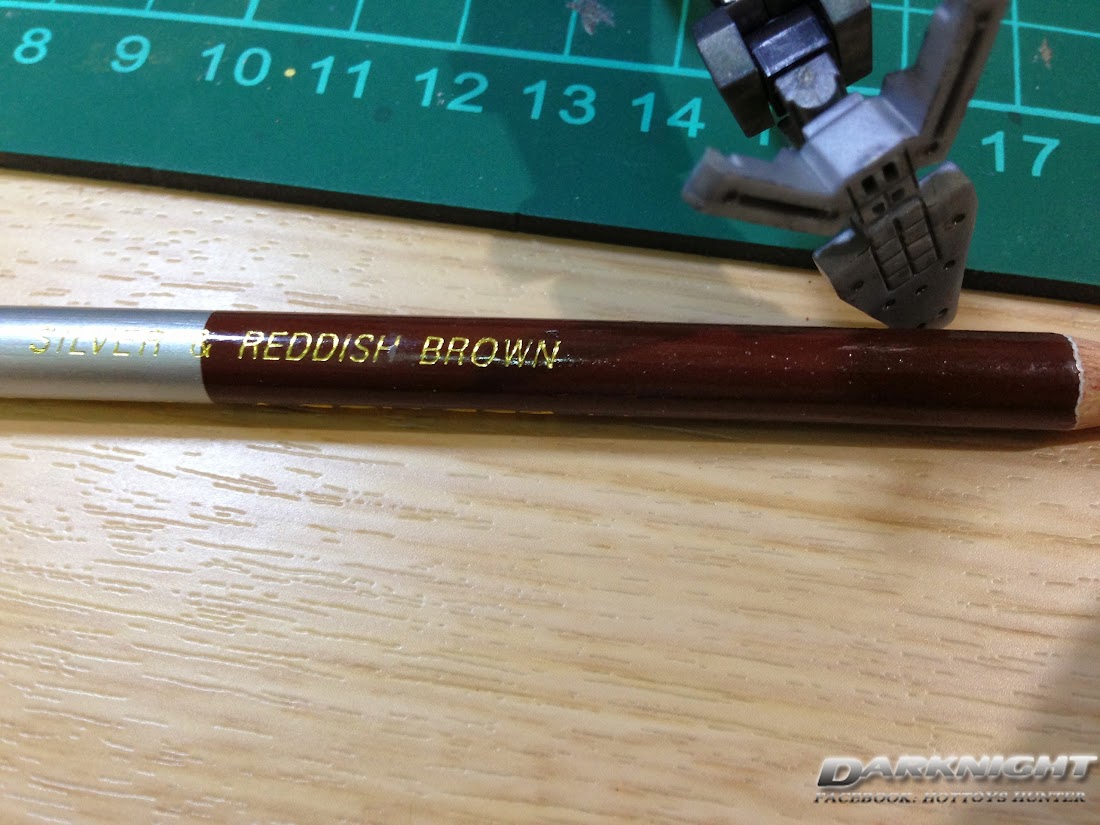 8 9 10 11 12 13 14 17
SILVER & REDDISH BROWN
DARKNIGHT
FACEBOOK: HOTTOYS HUNTER